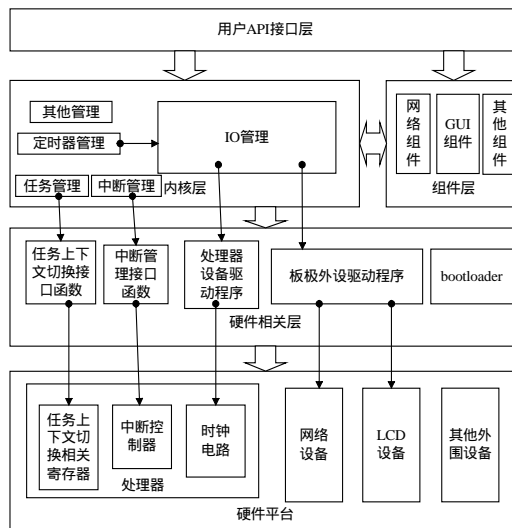 用户API接口层
其他管理
定时器管理
IO管理
任务管理
中断管理
内核层
网
络
组
件
GUI
组件
其
他
组
件
组件层
任务上下
文切换接
口函数
中断管
理接口
函数
处理器
设备驱
动程序
板极外设驱动程序
bootloader
硬件相关层
任务上
下文切
换相关
寄存器
中断控
制器
时钟
电路
处理器
网络
设备
LCD
设备
其他外
围设备
硬件平台